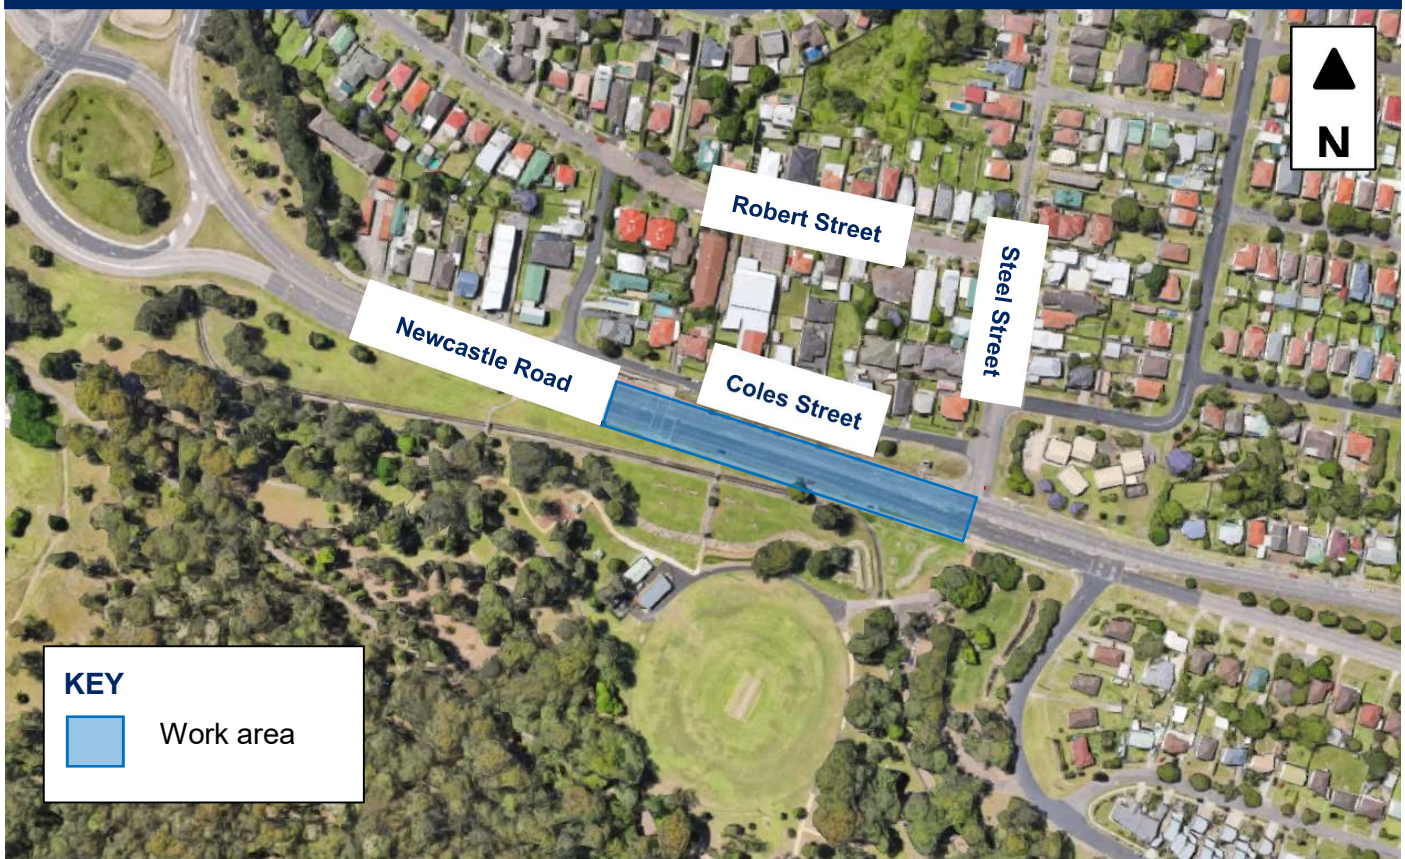 N
Robert Street
Steel Street
Newcastle Road
Coles Street
KEY
Work area